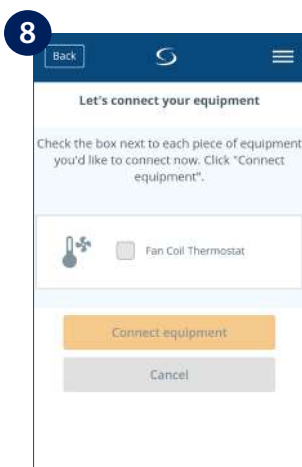 8
Back
Let's connect your equipment
Check the box next to each piece of equipment
you'd like to connect now. Click "Connect
equipment".
Fan Coil Thermostat
Connect equipment
Cancel